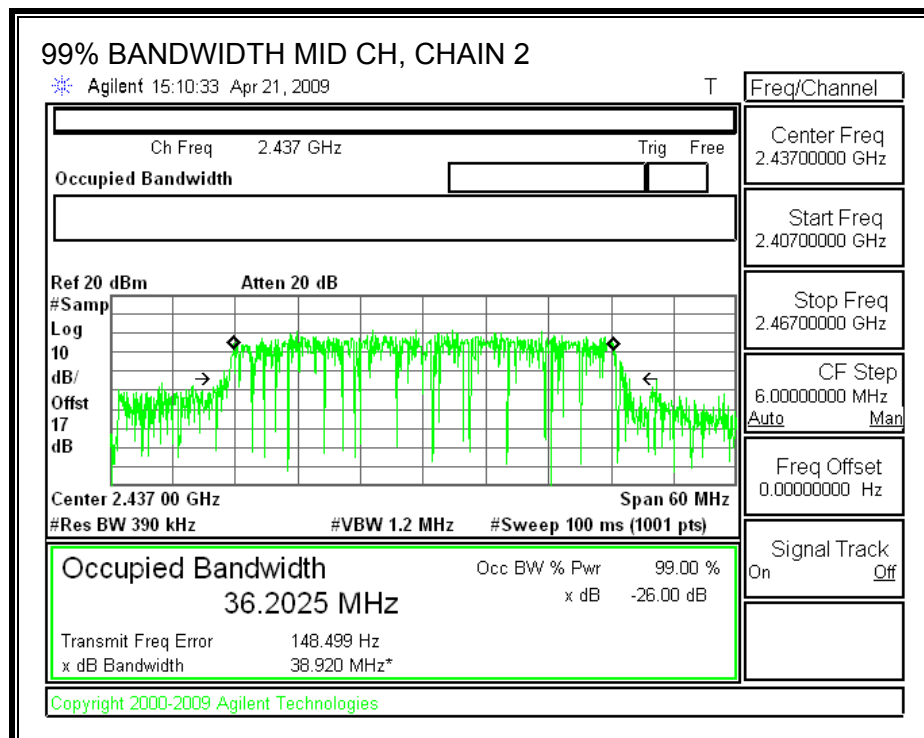 99% BANDWIDTH MID CH, CHAIN 2
Agilent 15:10:33 Apr 21, 2009 T
Freq/Channel
Ch Freq 2.437 GHz Trig Free
Occupied Bandwidth
Center Freq
2.43700000 GHz
Start Freq
2.40700000 GHz
Stop Freq
2.46700000 GHz
CF Step
6.00000000 MHz
Auto Man
Freq Offset
0.00000000 Hz
Signal Track
On Off
Ref 20 dBm Atten 20 dB
#Samp
Log
10
dB/
Offst
17
dB
Center 2.437 00 GHz Span 60 MHz
#Res BW 390 kHz #VBW 1.2 MHz #Sweep 100 ms (1001 pts)
Occupied Bandwidth Occ BW % Pwr 99.00 %
36.2025 MHz x dB -26.00 dB
Transmit Freq Error 148.499 Hz
x dB Bandwidth 38.920 MHz*
Copyright 2000-2009 Agilent Technologies